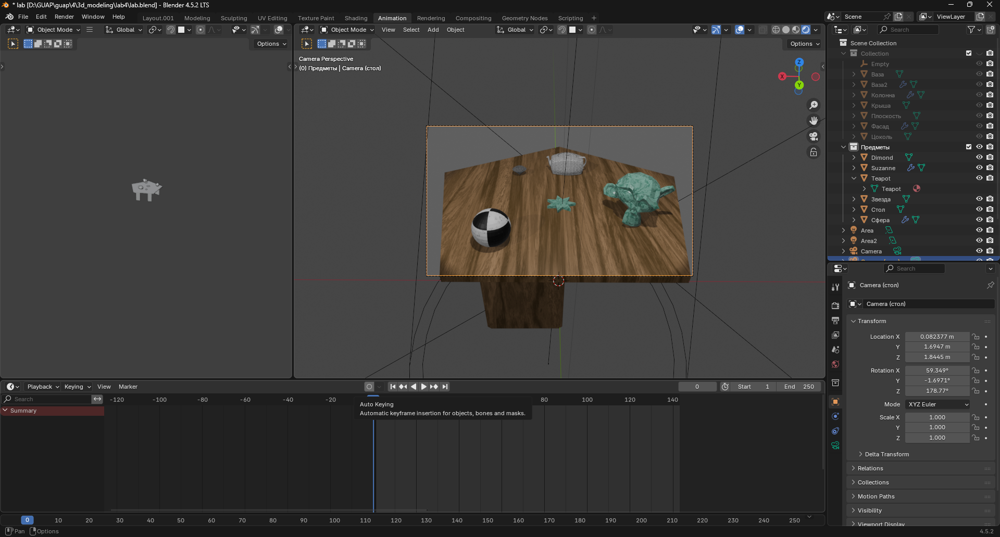 * lab [D:\GUAP\guap\4\3d_modeling\lab4\lab.blend] - Blender 4.5.2 LTS
File Edit Render Window Help Layout.001 Modeling Sculpting UV Editing Texture Paint Shading Animation Rendering Compositing Geometry Nodes Scripting + Scene ViewLayer
Object Mode Global Object Mode View Select Add Object Global Search
Options Options
Scene Collection
Camera Perspective
(0) Предметы | Camera (стол)
Collection
Empty
Ваза
Ваза2
Колонна
Крыша
Плоскость
Фасад
Цоколь
Предметы
Dimond
Suzanne
Teapot
Teapot
Звезда
Стол
Сфера
Area
Area2
Camera
Z
X
Y
Search
Camera (стол)
Camera (стол)
Transform
Location X 0.082377 m
Y 1.6947 m
Z 1.8445 m
Rotation X 59.349°
Y -1.6971°
Z 178.77°
Mode XYZ Euler
Scale X 1.000
Y 1.000
Z 1.000
Delta Transform
Relations
Collections
Motion Paths
Visibility
Viewport Display
Playback Keying View Marker 0 Start 1 End 250
Search -120 -100 -80 -60 -40 -20 80 100 120 140
Summary
Auto Keying
Automatic keyframe insertion for objects, bones and masks.
0 10 20 30 40 50 60 70 80 90 100 110 120 130 140 150 160 170 180 190 200 210 220 230 240 250
Pan Options 4.5.2